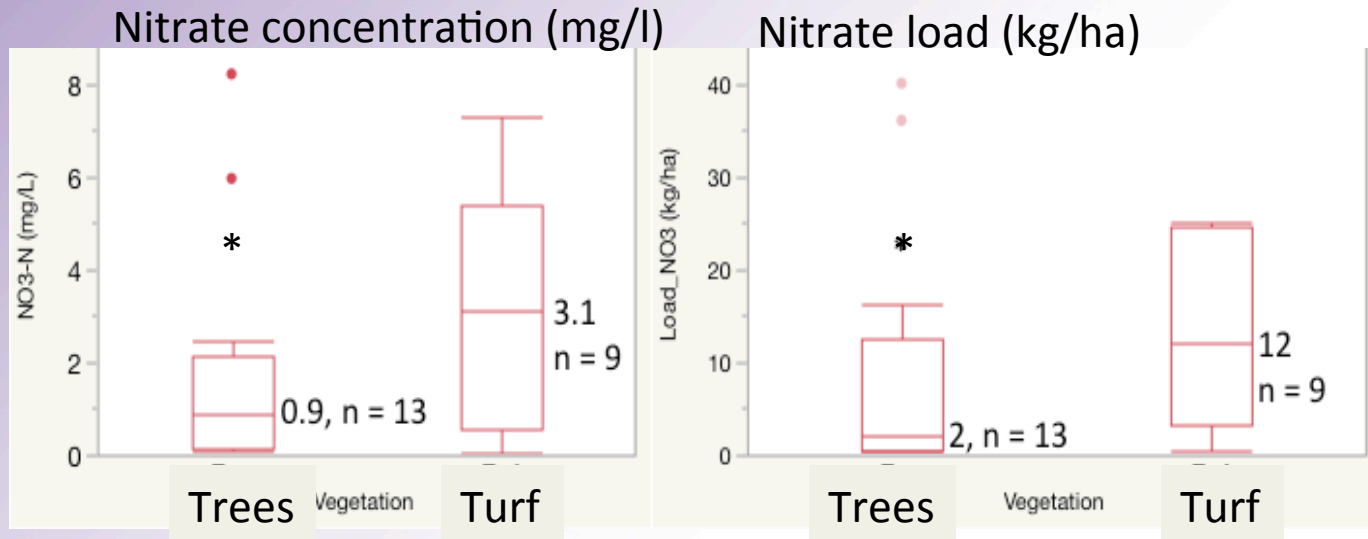 Nitrate concentration (mg/l)
Nitrate load (kg/ha)
NO3-N (mg/L)
8
6
4
2
0
*
0.9, n = 13
3.1
n = 9
Trees
Vegetation
Turf
Load_NO3 (kg/ha)
40
30
20
10
0
*
2, n = 13
12
n = 9
Trees
Vegetation
Turf